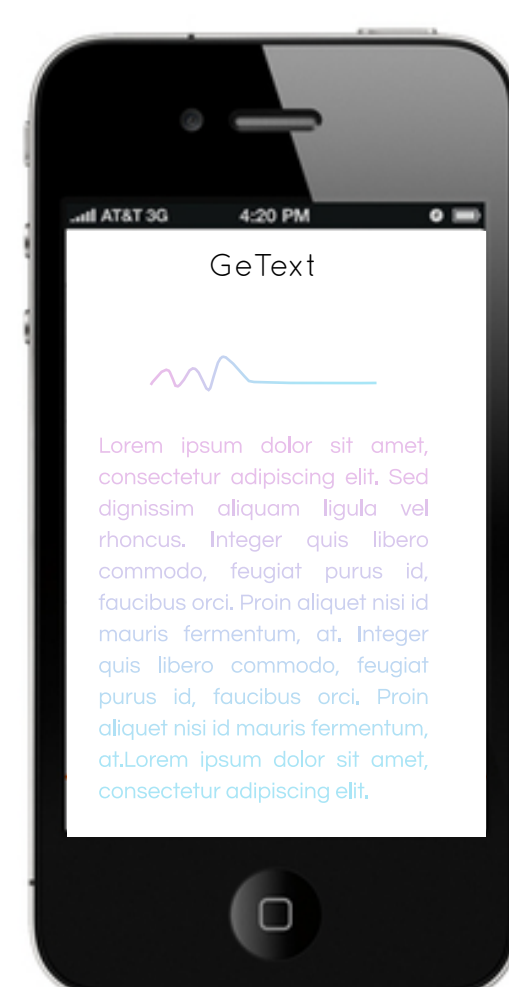 AT&T 3G 4:20 PM
GeText
Lorem ipsum dolor sit amet,
consectetur adipiscing elit. Sed
dignissim aliquam ligula vel
rhoncus. Integer quis libero
commodo, feugiat purus id,
faucibus orci. Proin aliquet nisi id
mauris fermentum, at. Integer
quis libero commodo, feugiat
purus id, faucibus orci. Proin
aliquet nisi id mauris fermentum,
at.Lorem ipsum dolor sit amet,
consectetur adipiscing elit.